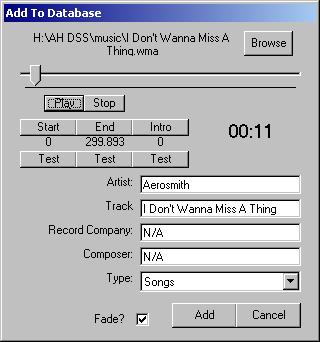 Add To Database
H:\AH DSS\music\I Don't Wanna Miss A
Thing.wma
Browse
Play Stop
Start End Intro
0 299.893 0
00:11
Test Test Test
Artist: Aerosmith
Track I Don't Wanna Miss A Thing
Record Company: N/A
Composer: N/A
Type: Songs
Fade? Add Cancel